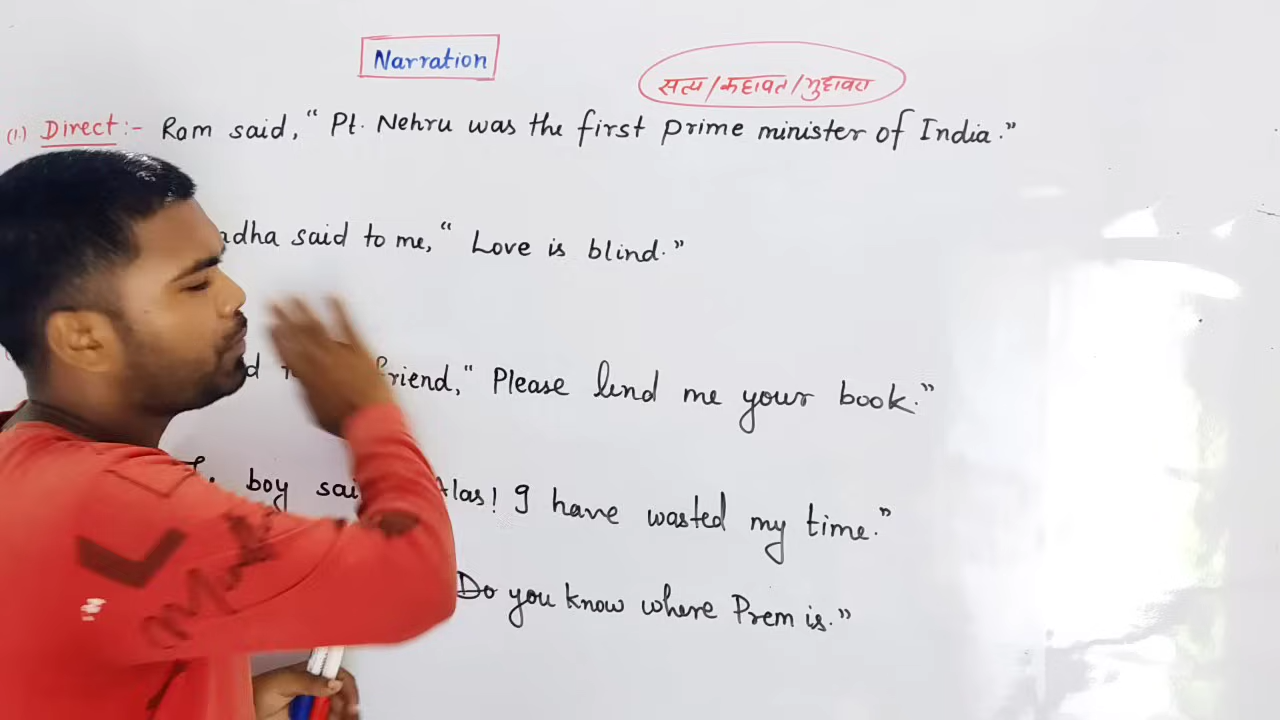 Narration
सत्य/कहावत/मुहावरा
(1.) Direct:- Ram said, " Pt. Nehru was the first prime minister of India."
said to me, " Love is blind."
friend," Please lend me your book."
boy Alas! I have wasted my time."
Do you know where Prem is."